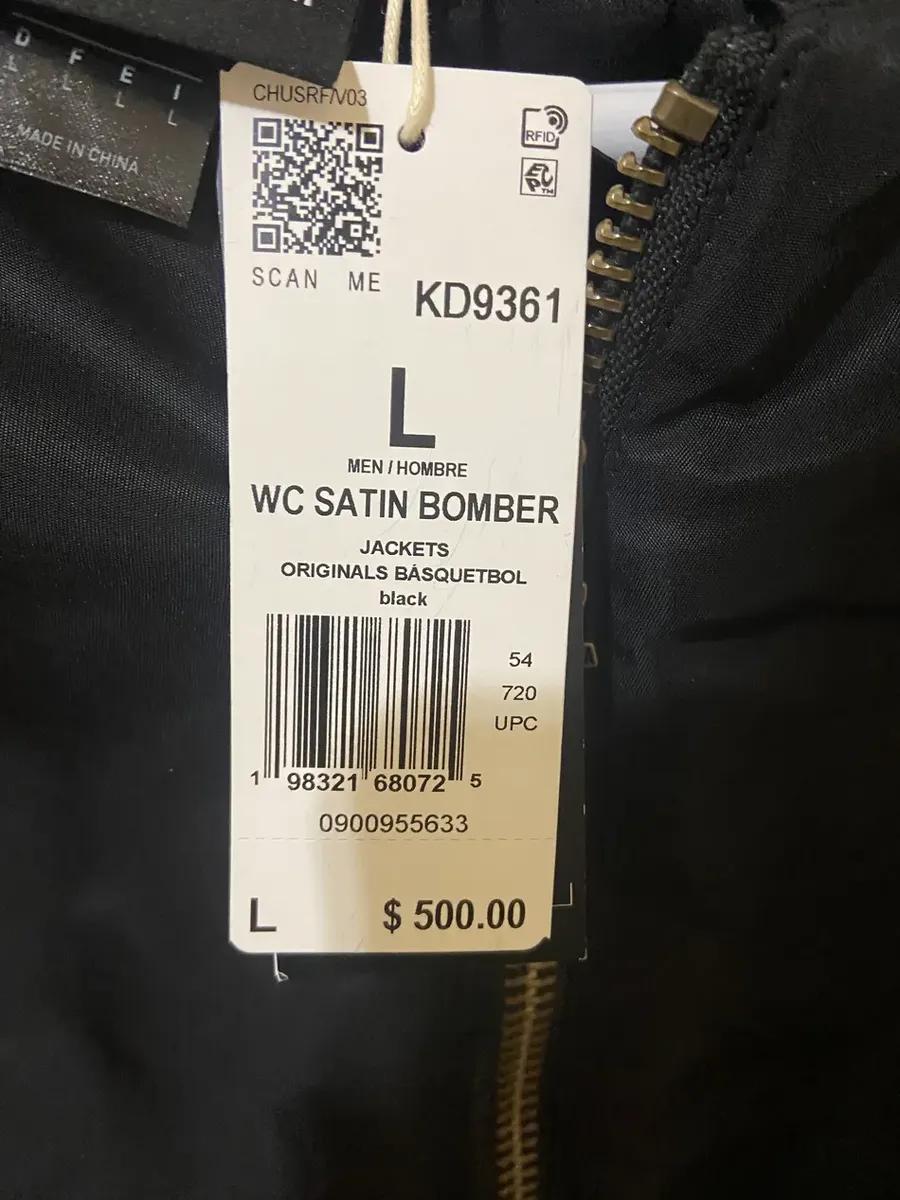 D F E I
L L L L
MADE IN CHINA
CHUSRF/V03
RFID
SCAN ME
KD9361
L
MEN / HOMBRE
WC SATIN BOMBER
JACKETS
ORIGINALS BÁSQUETBOL
black
54
720
UPC
1 98321 68072 5
0900955633
L $ 500.00